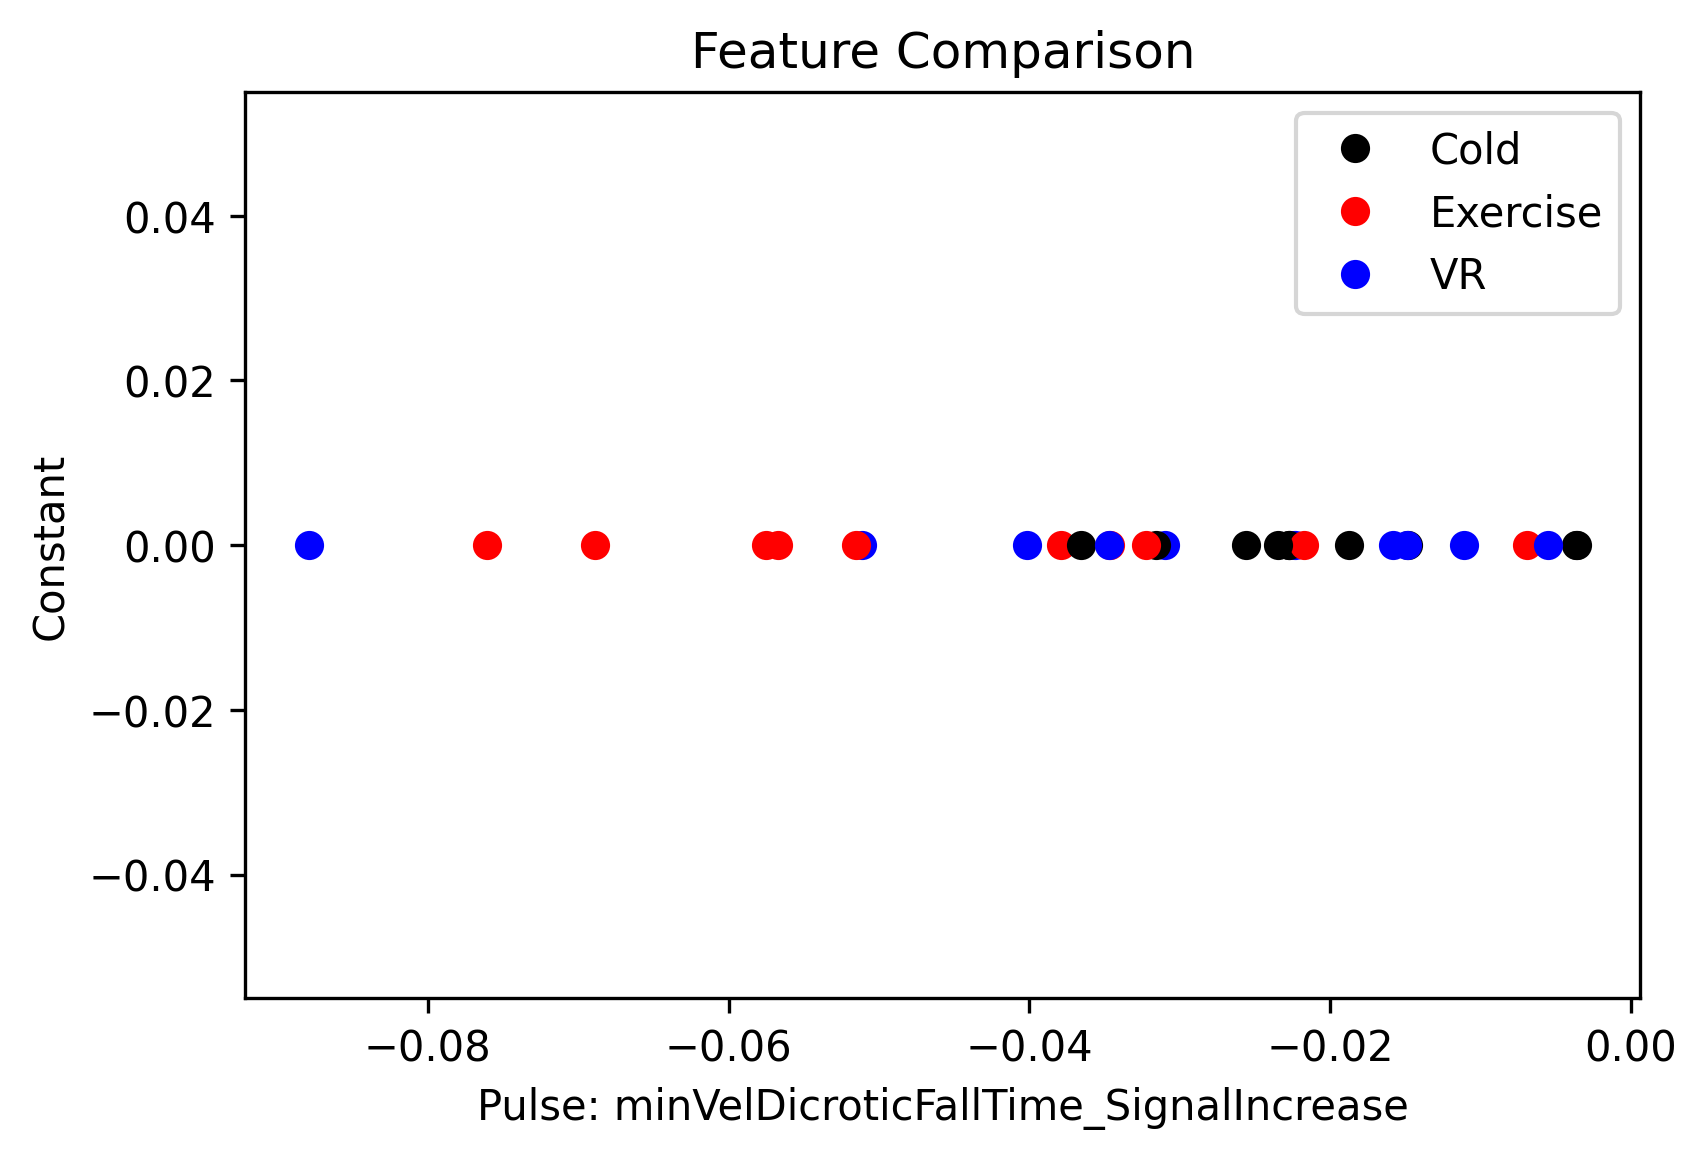 Feature Comparison
Cold
Exercise
VR
0.04
0.02
0.00
−0.02
−0.04
Constant
−0.08
−0.06
−0.04
−0.02
0.00
Pulse: minVelDicroticFallTime_SignalIncrease